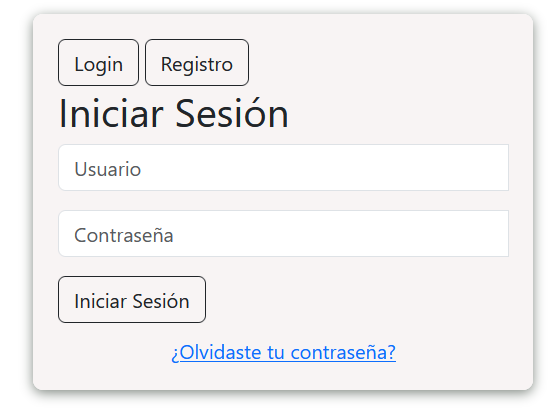 Login Registro
Iniciar Sesión
Usuario
Contraseña
Iniciar Sesión
¿Olvidaste tu contraseña?